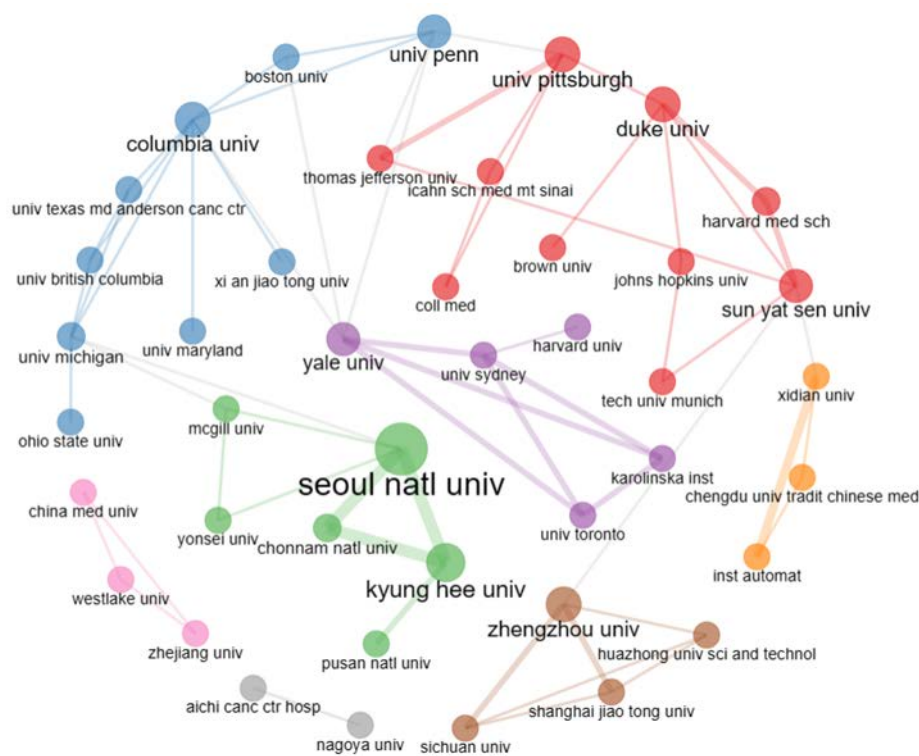 univ penn
boston univ
univ pittsburgh
columbia univ
duke univ
thomas jefferson univ
icahn sch med mt sinai
univ texas md anderson canc ctr
harvard med sch
univ british columbia
xi an jiao tong univ
brown univ
johns hopkins univ
coll med
sun yat sen univ
univ michigan
univ maryland
yale univ
harvard univ
univ sydney
tech univ munich
xidian univ
mcgill univ
ohio state univ
seoul natl univ
karolinska inst
chengdu univ tradit chinese med
china med univ
yonsei univ
chonnam natl univ
univ toronto
inst automat
westlake univ
kyung hee univ
zhengzhou univ
zhejiang univ
pusan natl univ
huazhong univ sci and technol
aichi canc ctr hosp
shanghai jiao tong univ
nagoya univ
sichuan univ